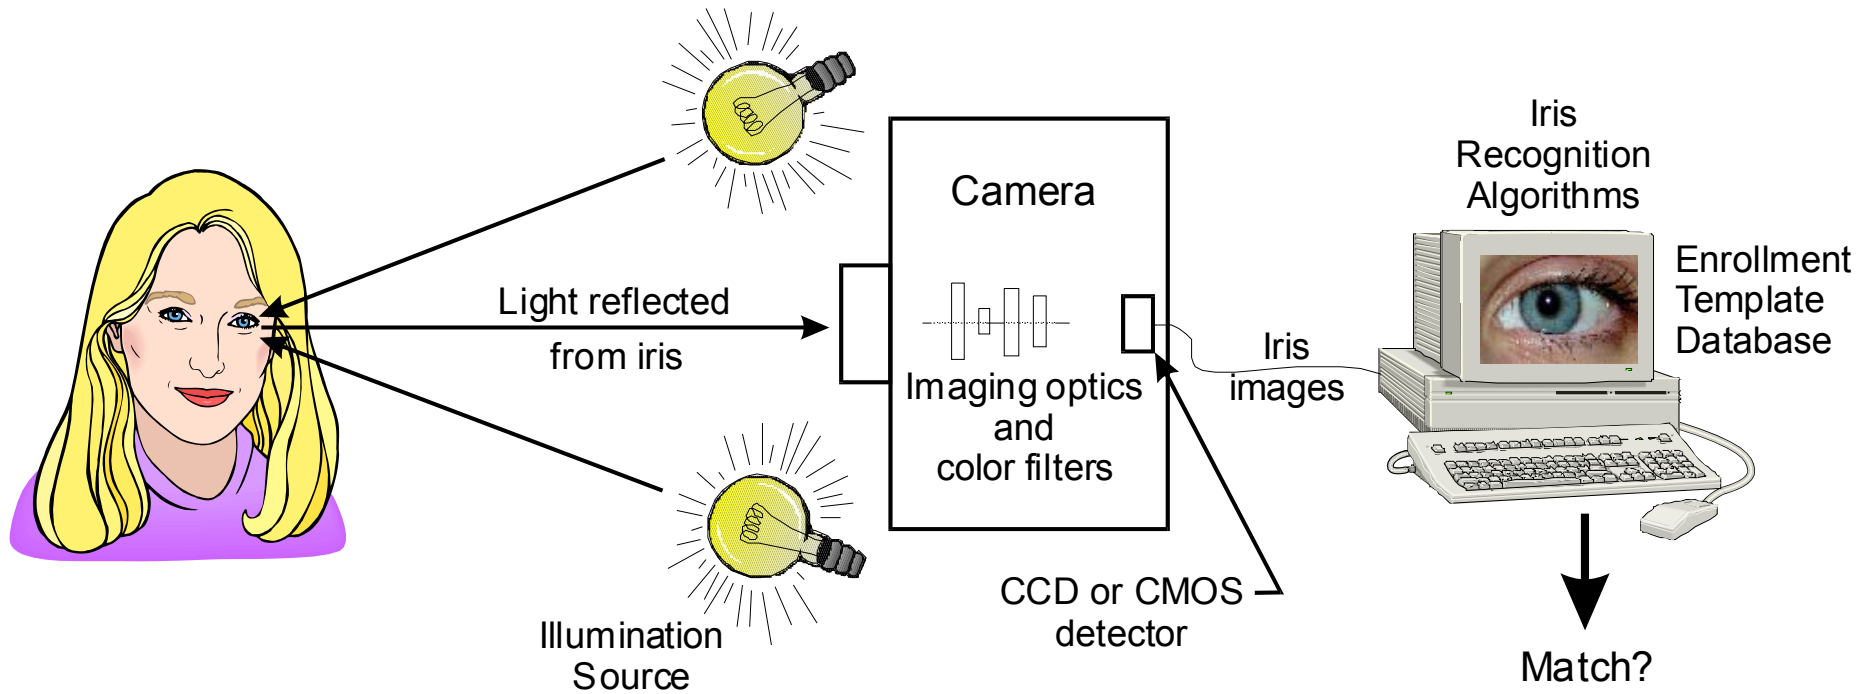 Light reflected
from iris
Illumination
Source
Camera
Imaging optics
and
color filters
CCD or CMOS
detector
Iris
images
Iris
Recognition
Algorithms
Enrollment
Template
Database
Match?